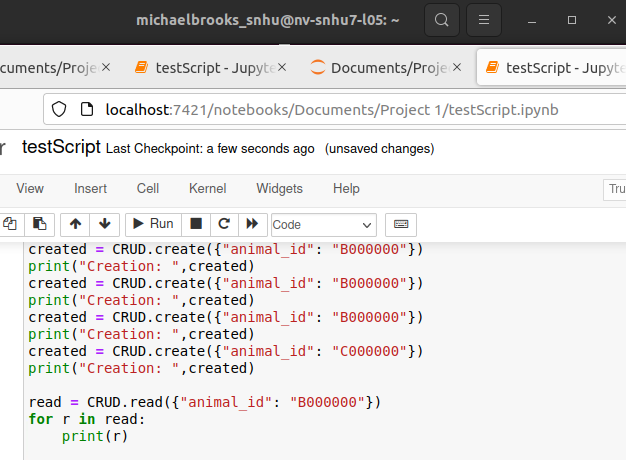 michaelbrooks_snhu@nv-snhu7-l05: ~
cuments/Proje
testScript - Jupyte
Documents/Proje
testScript - Jupyte
localhost:7421/notebooks/Documents/Project 1/testScript.ipynb
r testScript Last Checkpoint: a few seconds ago (unsaved changes)
View Insert Cell Kernel Widgets Help Tru
Run Code
created = CRUD.create({"animal_id": "B000000"})
print("Creation: ",created)
created = CRUD.create({"animal_id": "B000000"})
print("Creation: ",created)
created = CRUD.create({"animal_id": "B000000"})
print("Creation: ",created)
created = CRUD.create({"animal_id": "C000000"})
print("Creation: ",created)
read = CRUD.read({"animal_id": "B000000"})
for r in read:
    print(r)